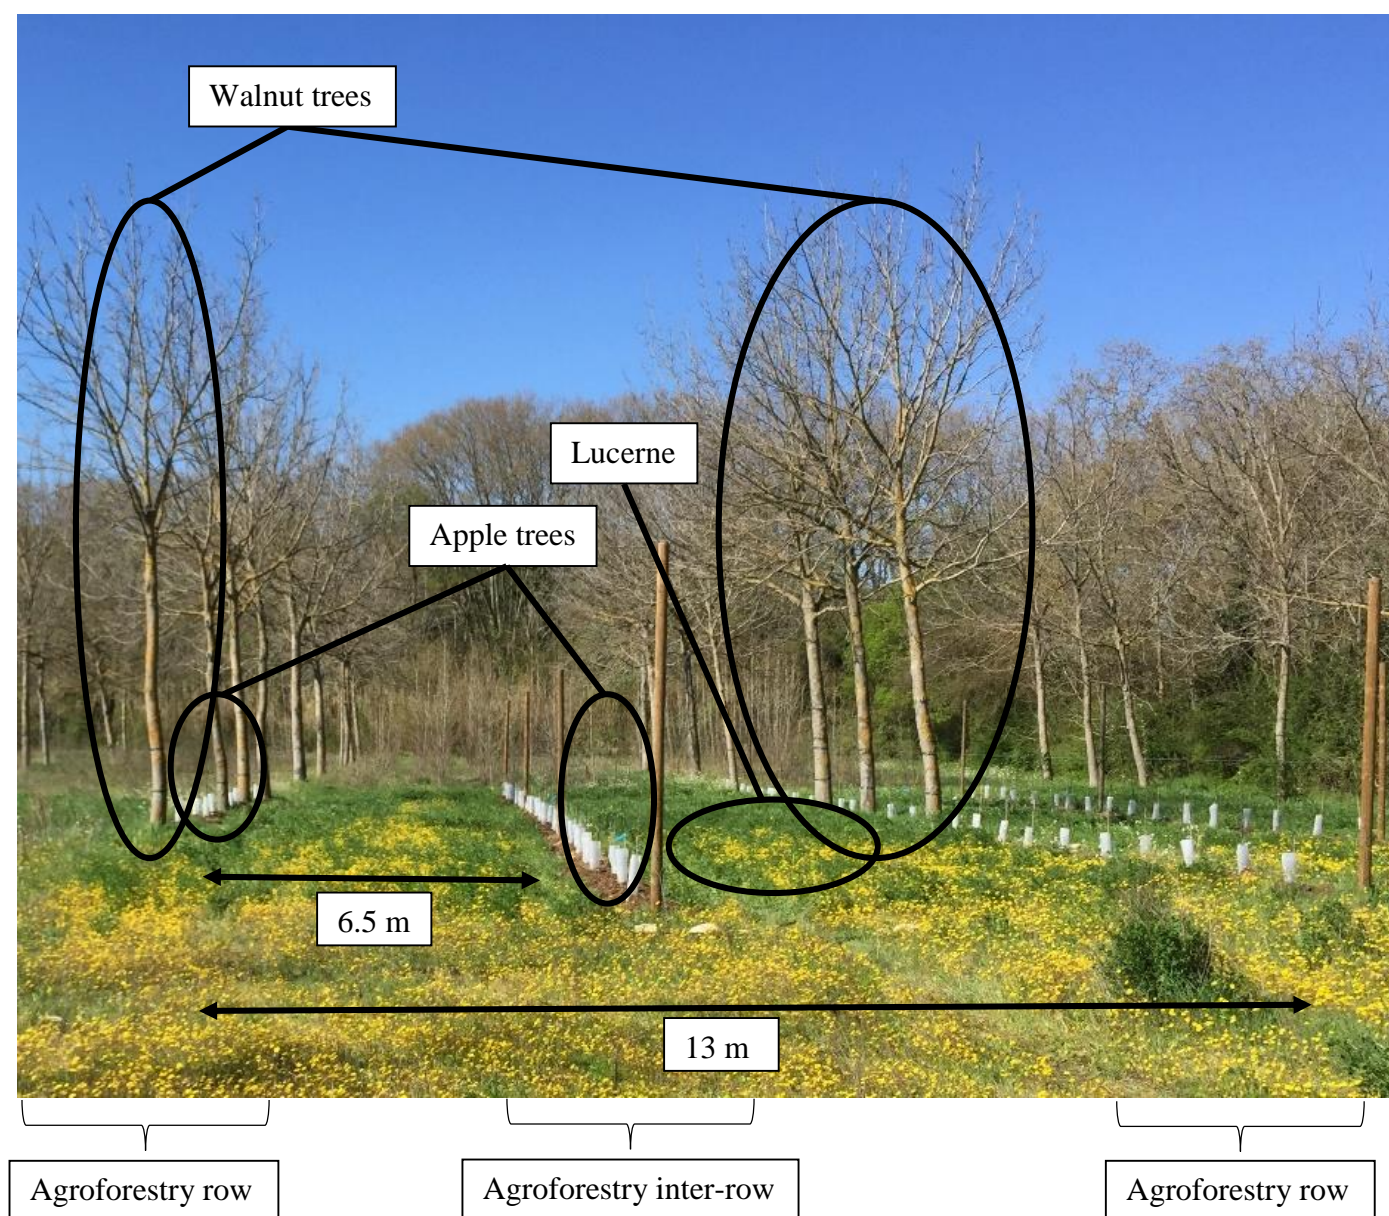 Walnut trees
Lucerne
Apple trees
6.5 m
13 m
Agroforestry row
Agroforestry inter-row
Agroforestry row